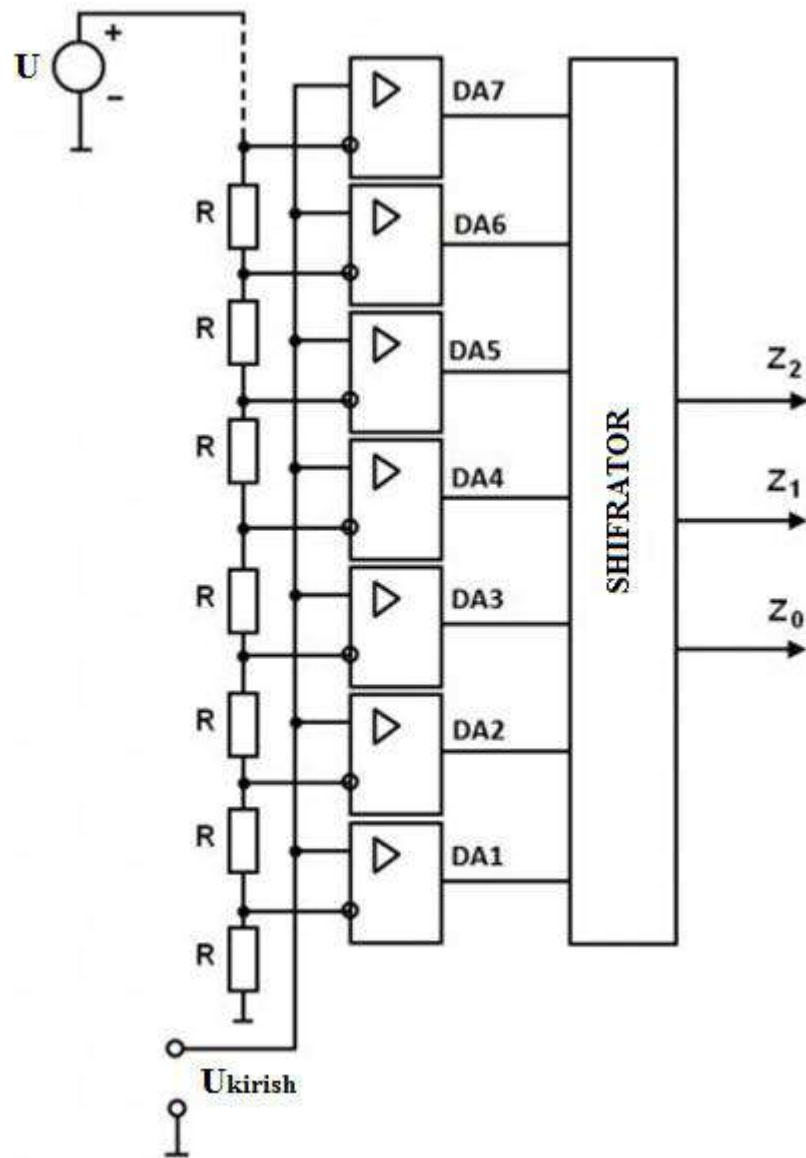 +
U
−
DA7
R
DA6
R
DA5
Z2
R
DA4
Z1
SHIFRATOR
R
DA3
Z0
R
DA2
R
DA1
R
Ukirish